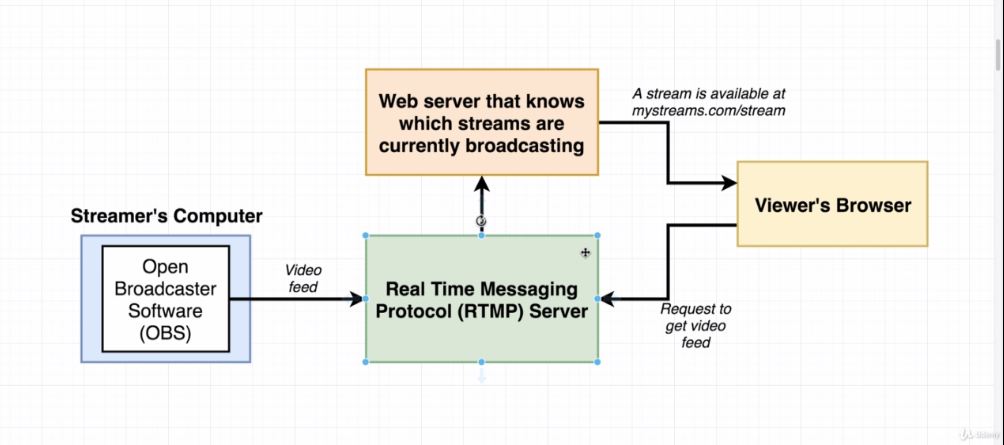 Web server that knows
which streams are
currently broadcasting
A stream is available at
mystreams.com/stream
Viewer's Browser
Streamer's Computer
Open
Broadcaster
Software
(OBS)
Video
feed
Real Time Messaging
Protocol (RTMP) Server
Request to
get video
feed
Udemy